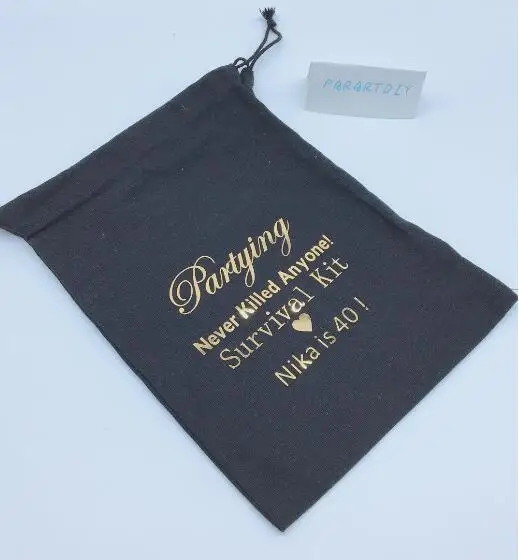 PARARTDIY
Partying
Never Killed Anyone!
Survival Kit
Nika is 40 !